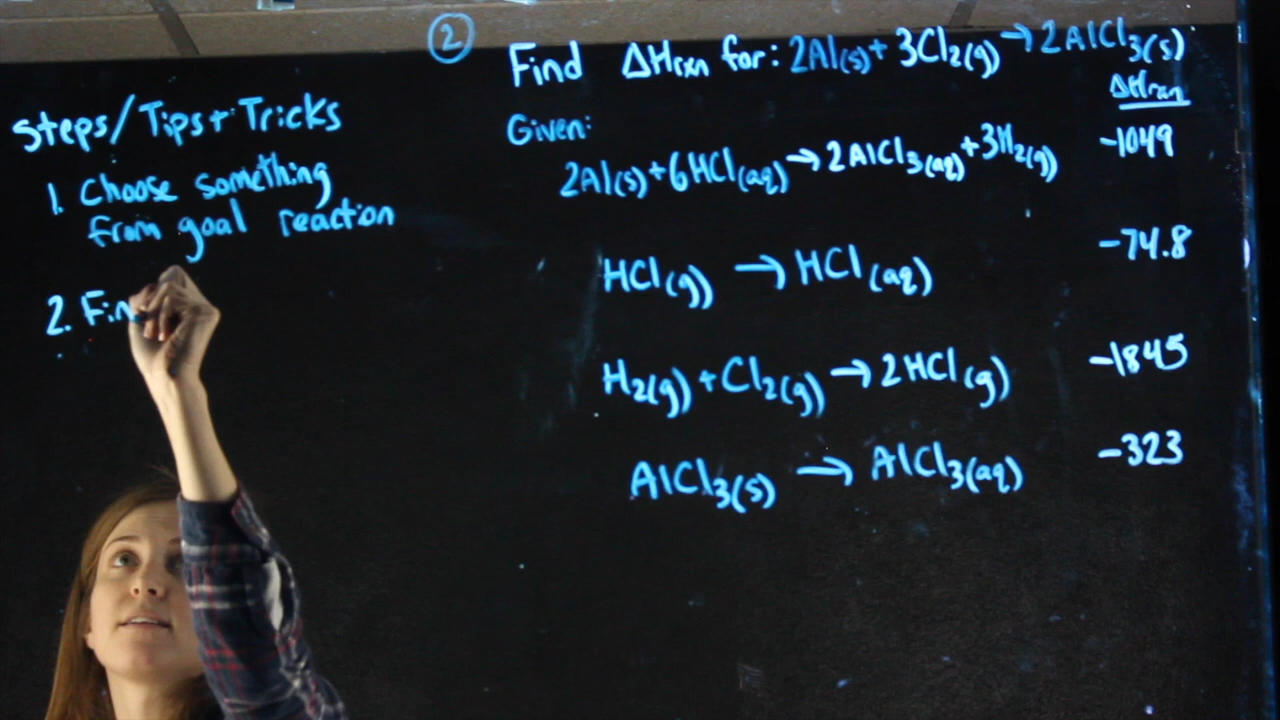 ②
Find ΔHrxn for: 2Al(s) + 3Cl2(g) → 2AlCl3(s)
ΔHrxn
Steps/Tips + Tricks
Given:
2Al(s) + 6HCl(aq) → 2AlCl3(aq) + 3H2(g) -1049
1. Choose something
from goal reaction
HCl(g) → HCl(aq) -74.8
2. Fin
H2(g) + Cl2(g) → 2HCl(g) -1845
AlCl3(s) → AlCl3(aq) -323